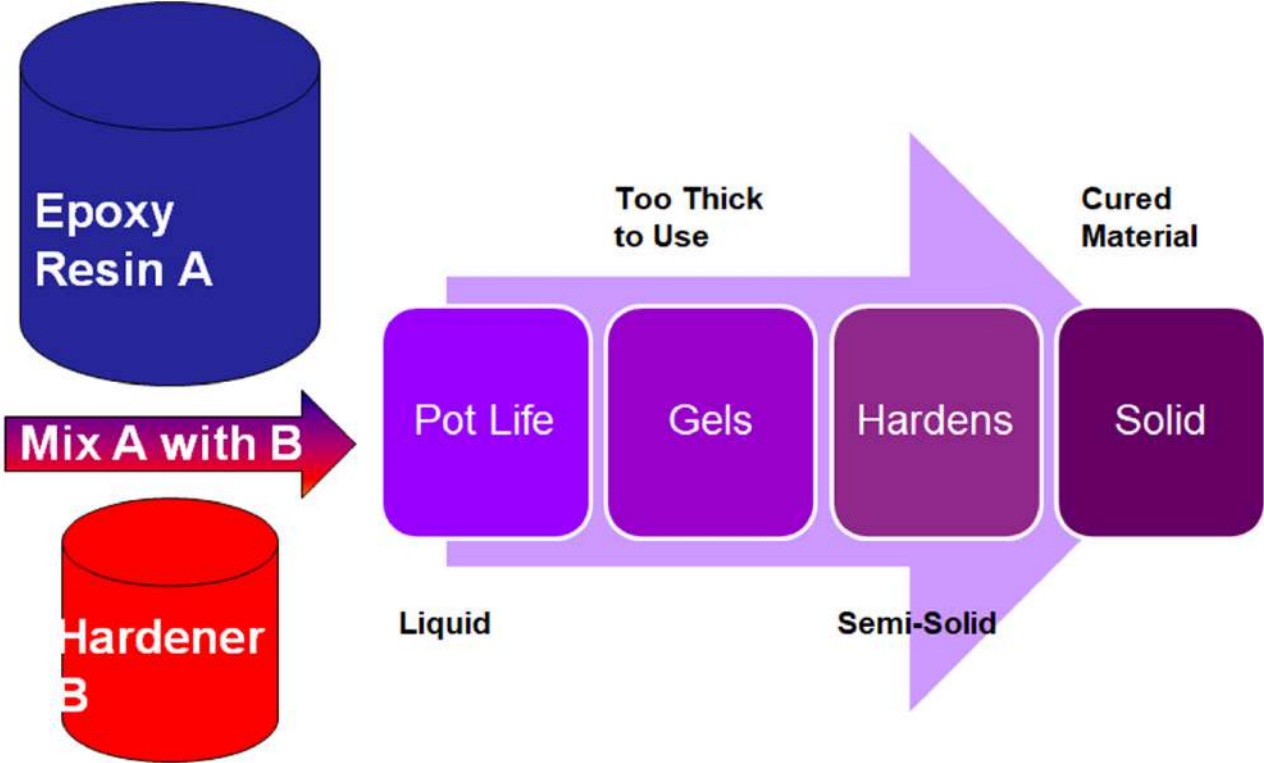 Epoxy
Resin A
Mix A with B
Hardener
B
Too Thick
to Use
Cured
Material
Pot Life
Gels
Hardens
Solid
Liquid
Semi-Solid